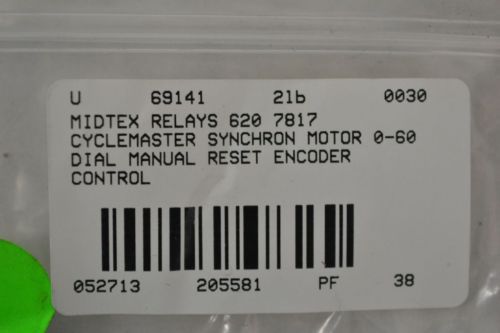 U 69141 2lb 0030
MIDTEX RELAYS 620 7817
CYCLEMASTER SYNCHRON MOTOR 0-60
DIAL MANUAL RESET ENCODER
CONTROL
052713 205581 PF 38